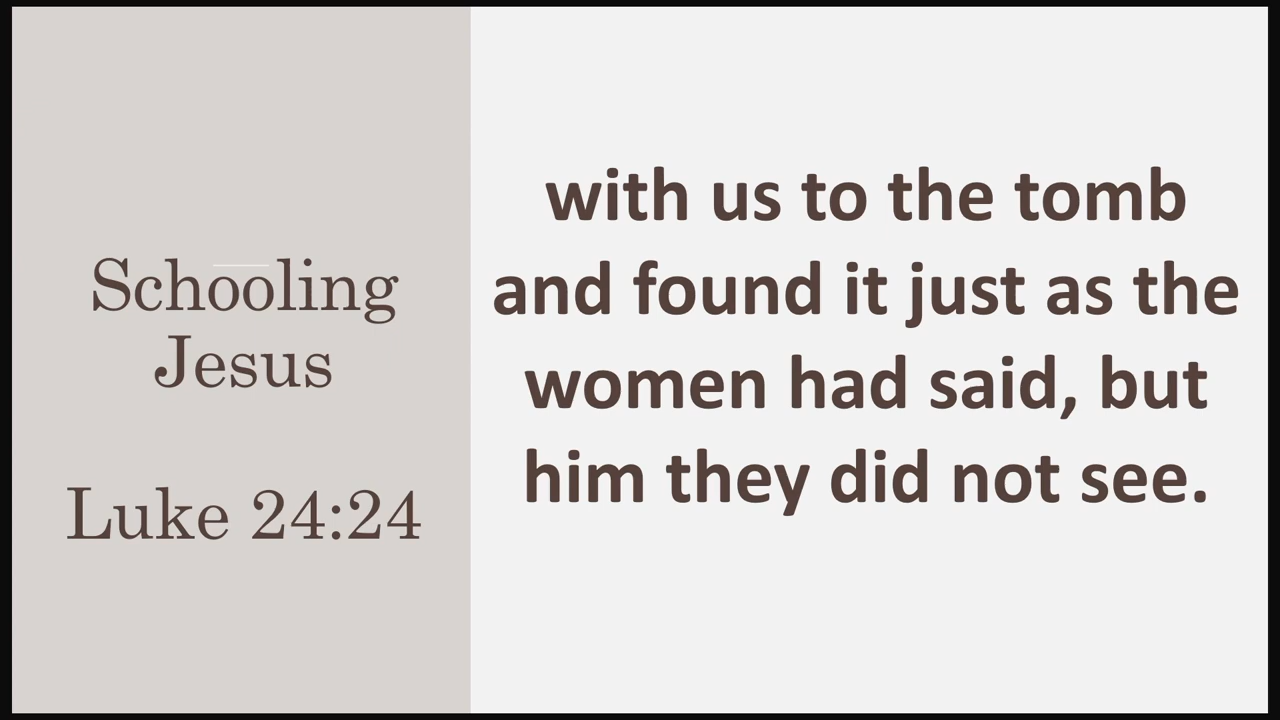 Schooling
Jesus
Luke 24:24
with us to the tomb
and found it just as the
women had said, but
him they did not see.